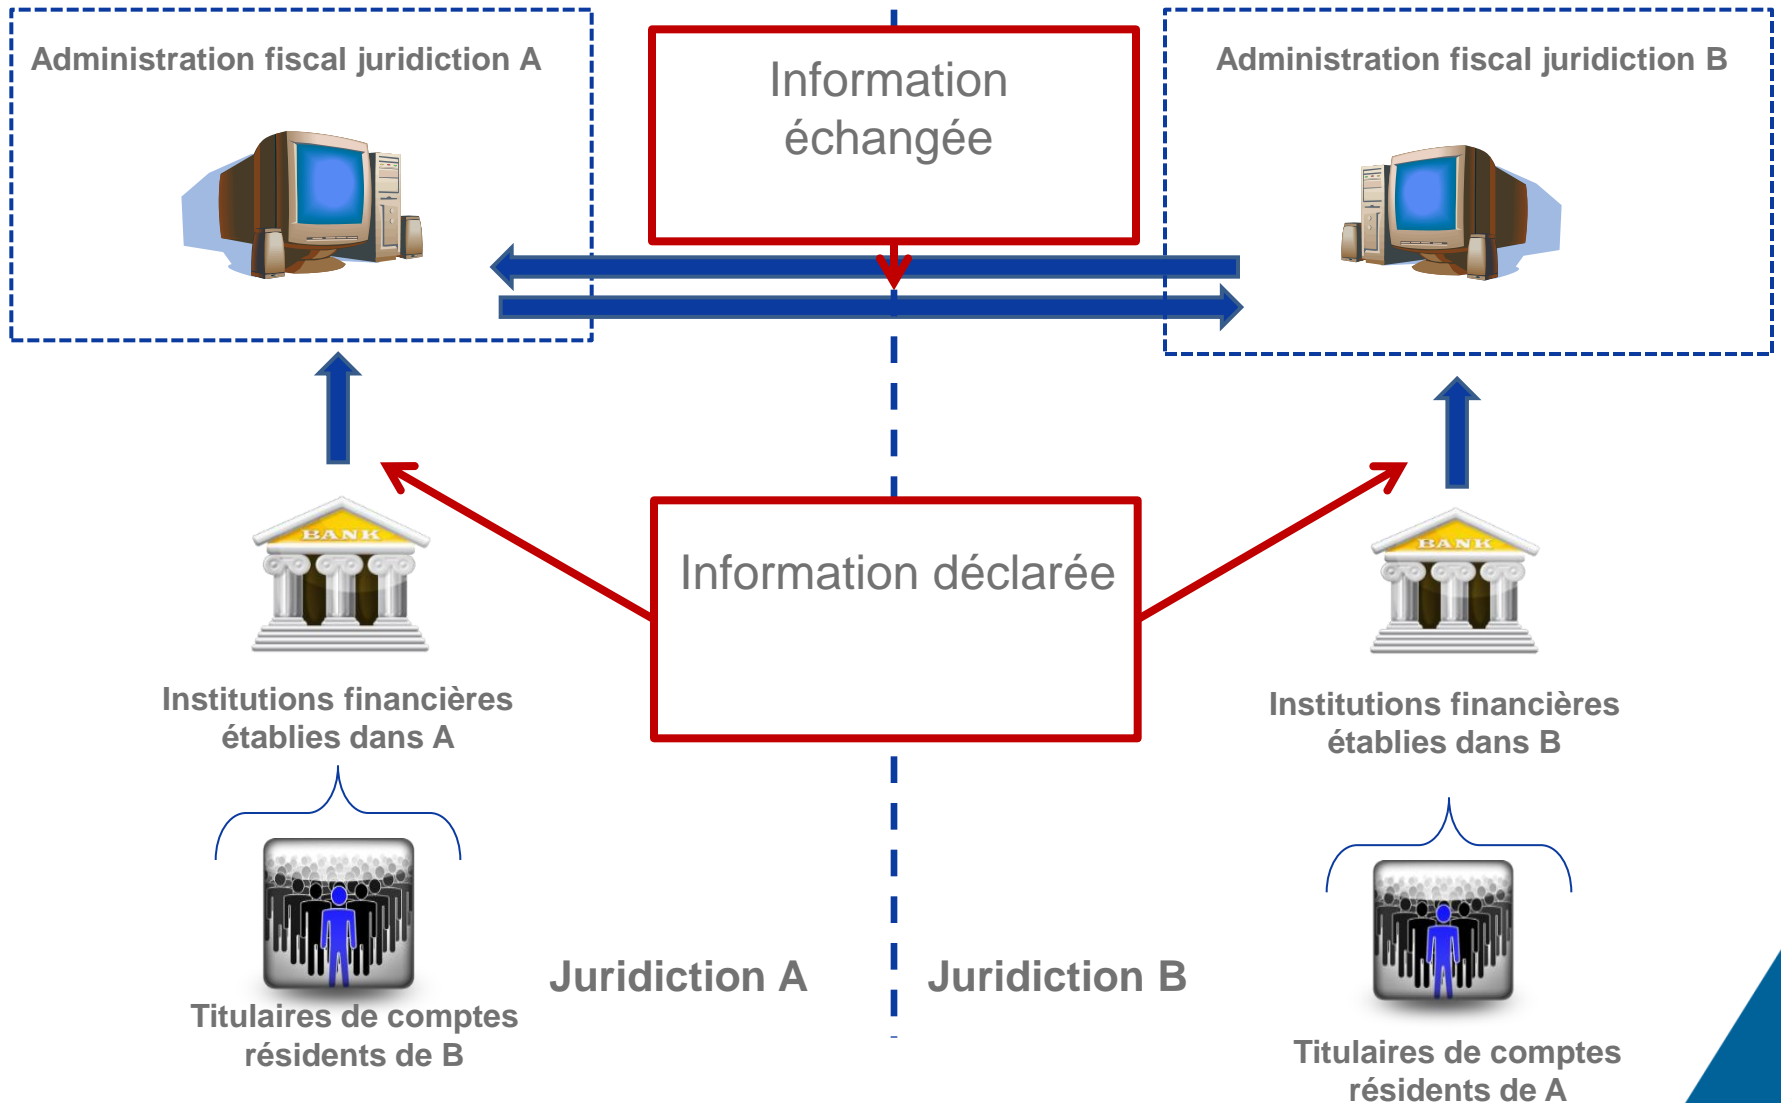 Administration fiscal juridiction A
Information
échangée
Administration fiscal juridiction B
BANK
BANK
Information déclarée
Institutions financières
établies dans A
Institutions financières
établies dans B
Juridiction A
Juridiction B
Titulaires de comptes
résidents de B
Titulaires de comptes
résidents de A